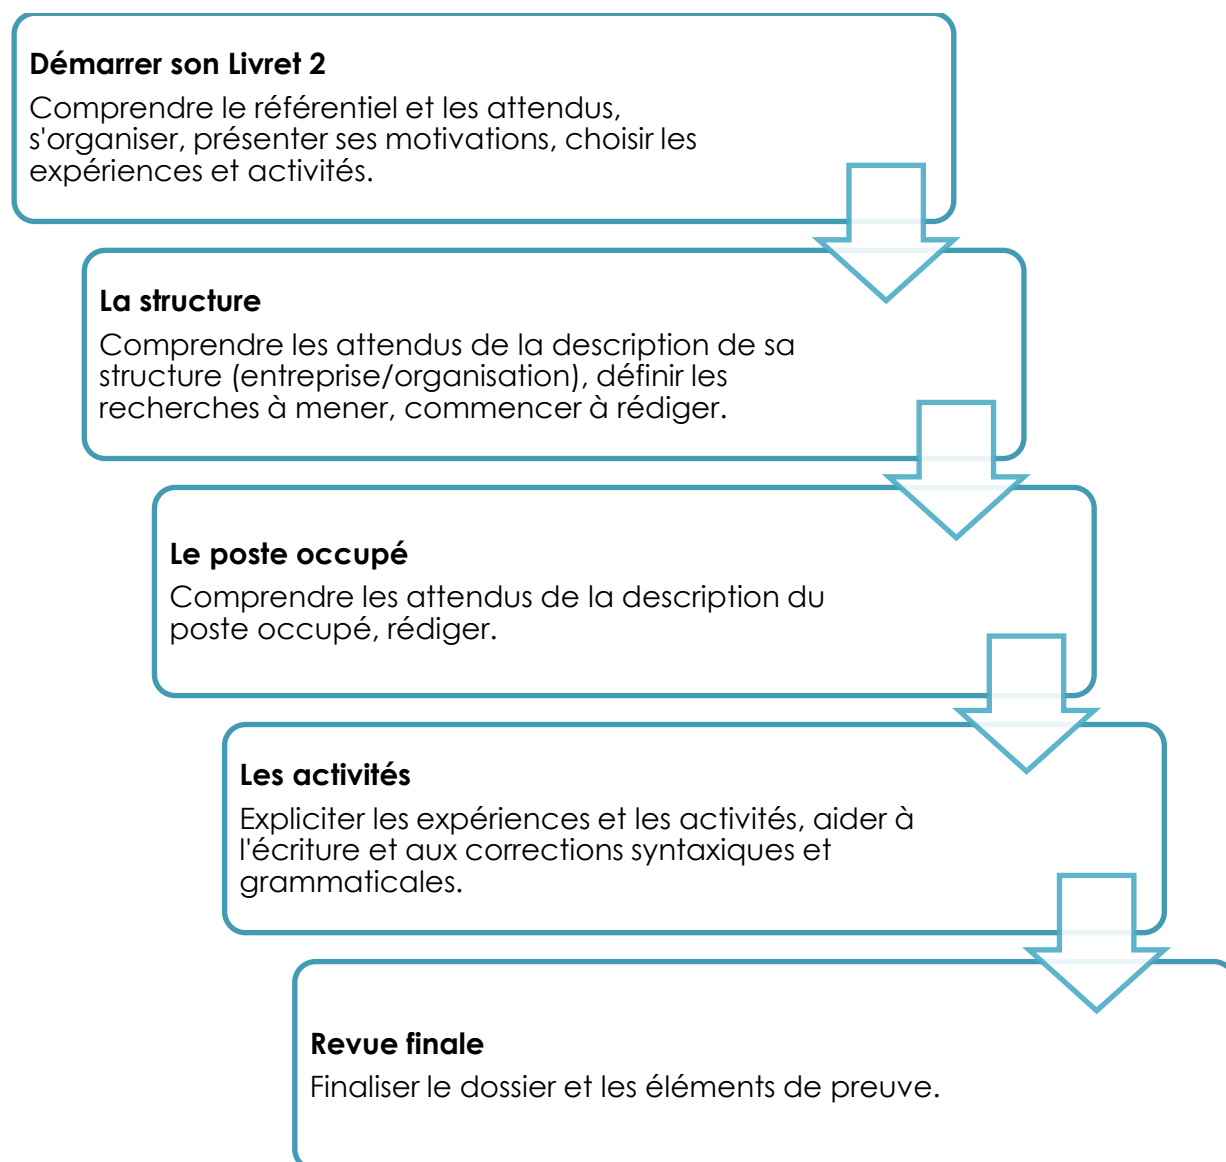 Démarrer son Livret 2
Comprendre le référentiel et les attendus,
s'organiser, présenter ses motivations, choisir les
expériences et activités.
La structure
Comprendre les attendus de la description de sa
structure (entreprise/organisation), définir les
recherches à mener, commencer à rédiger.
Le poste occupé
Comprendre les attendus de la description du
poste occupé, rédiger.
Les activités
Expliciter les expériences et les activités, aider à
l'écriture et aux corrections syntaxiques et
grammaticales.
Revue finale
Finaliser le dossier et les éléments de preuve.